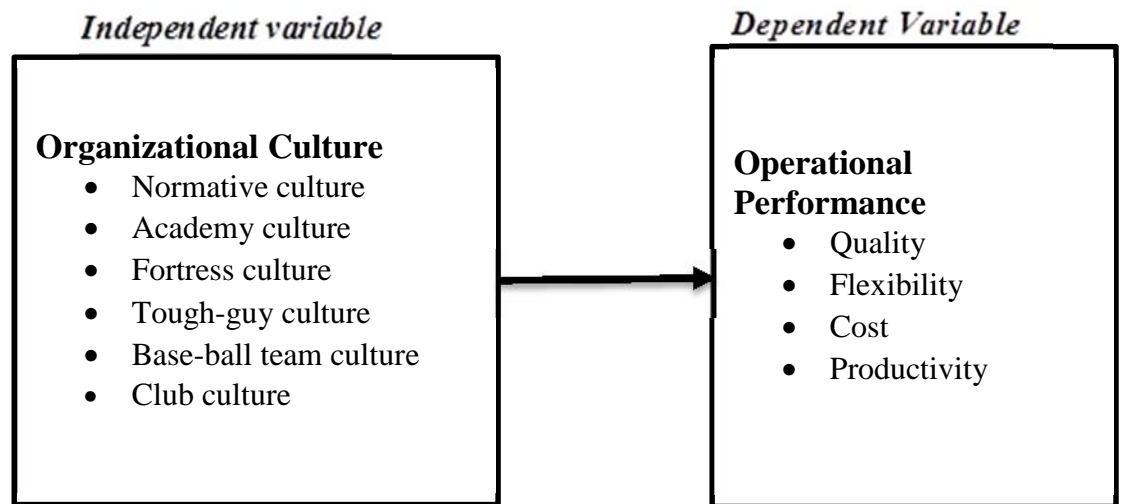 Independent variable
Organizational Culture
• Normative culture
• Academy culture
• Fortress culture
• Tough-guy culture
• Base-ball team culture
• Club culture
Dependent Variable
Operational
Performance
• Quality
• Flexibility
• Cost
• Productivity